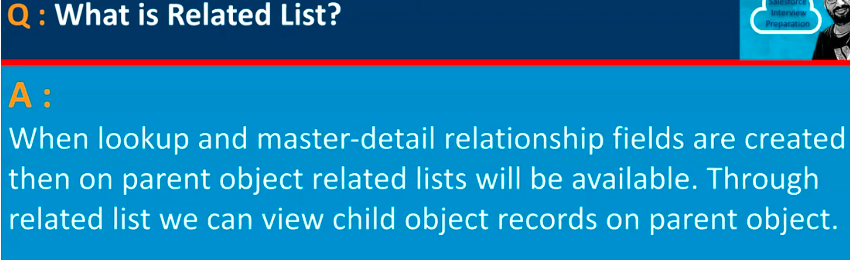 Q : What is Related List?
Salesforce
Interview
Preparation
A :
When lookup and master-detail relationship fields are created
then on parent object related lists will be available. Through
related list we can view child object records on parent object.